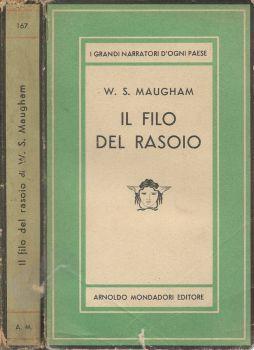 167
Il filo del rasoio di W. S. Maugham
A. M.
I GRANDI NARRATORI D'OGNI PAESE
W. S. MAUGHAM
IL FILO
DEL RASOIO
ARNOLDO MONDADORI EDITORE